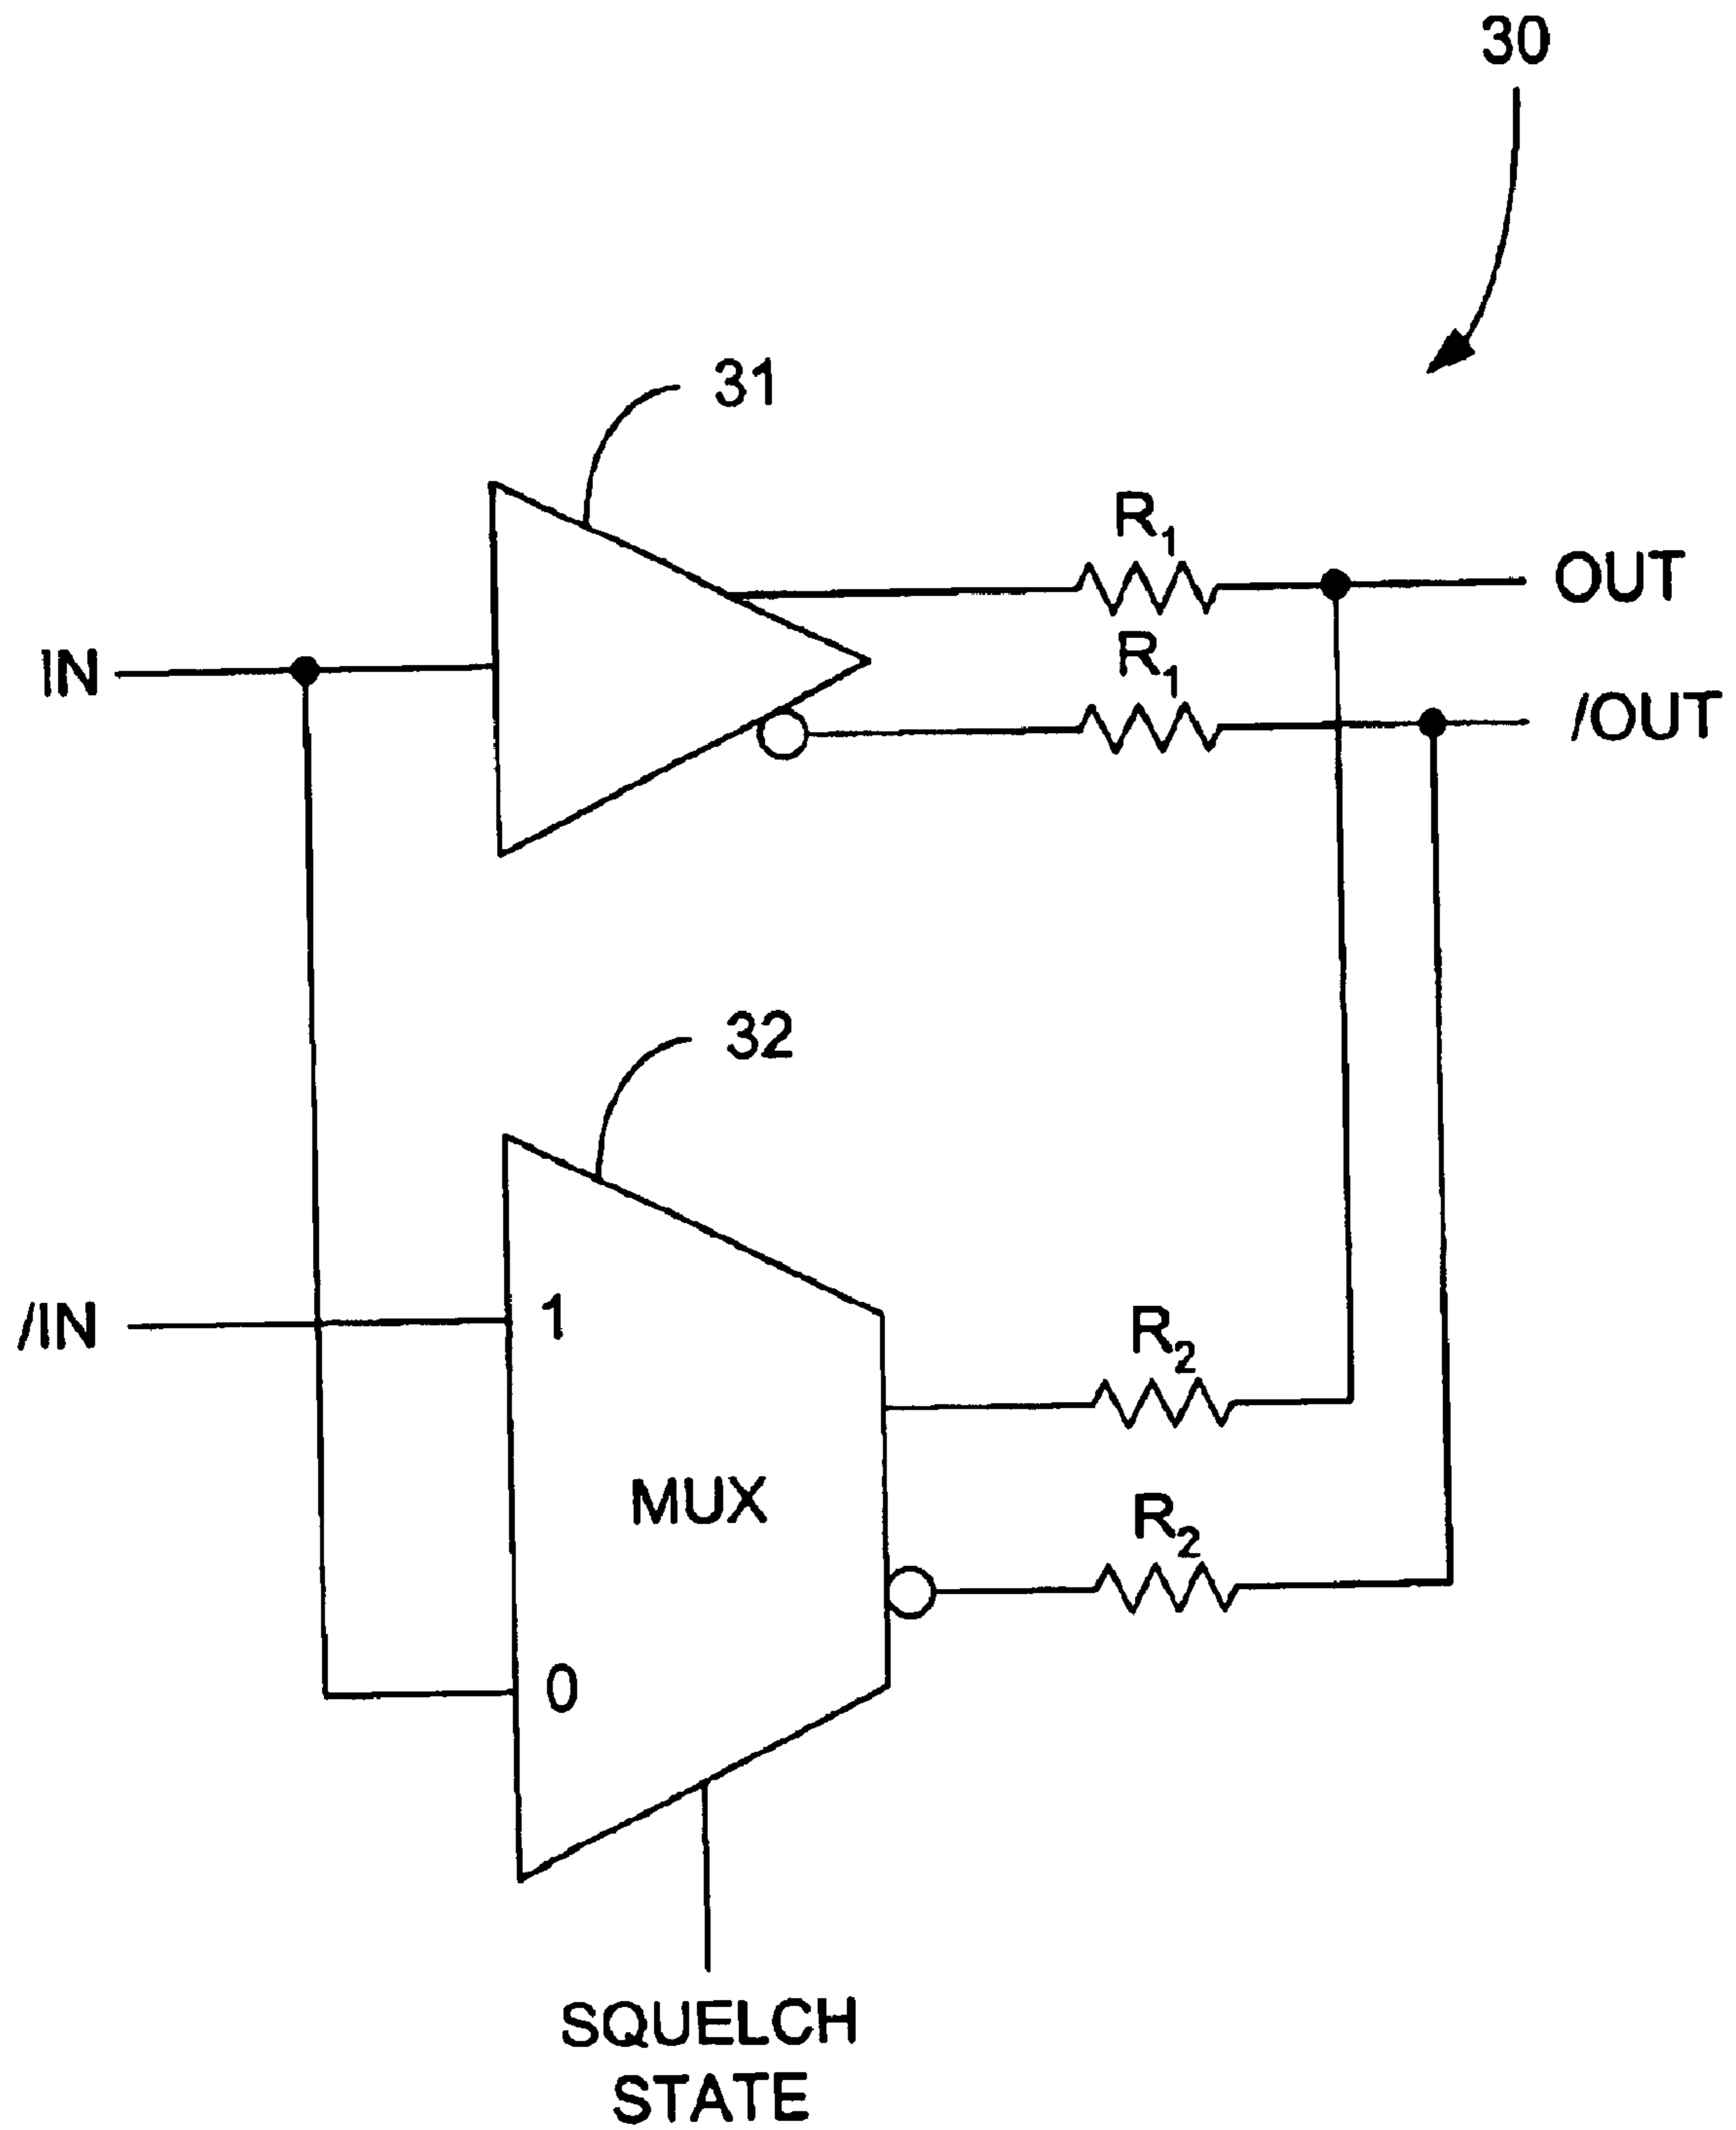 30
31
R1
OUT
R1
IN
/OUT
32
/IN
1
R2
MUX
R2
0
SQUELCH
STATE